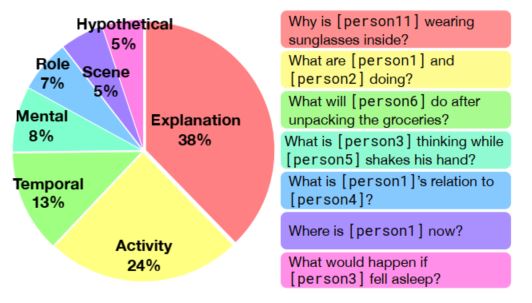 Hypothetical
5%
Role
7%
Scene
5%
Mental
8%
Explanation
38%
Temporal
13%
Activity
24%
Why is [person11] wearing
sunglasses inside?
What are [person1] and
[person2] doing?
What will [person6] do after
unpacking the groceries?
What is [person3] thinking while
[person5] shakes his hand?
What is [person1]'s relation to
[person4]?
Where is [person1] now?
What would happen if
[person3] fell asleep?